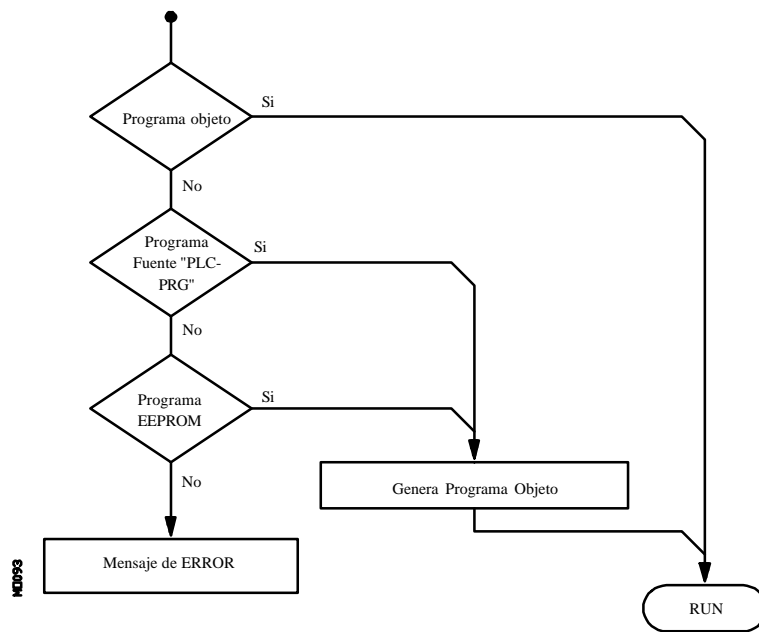 Programa objeto
Si
No
Programa
Fuente "PLC-
PRG"
Si
No
Programa
EEPROM
Si
No
Genera Programa Objeto
Mensaje de ERROR
RUN